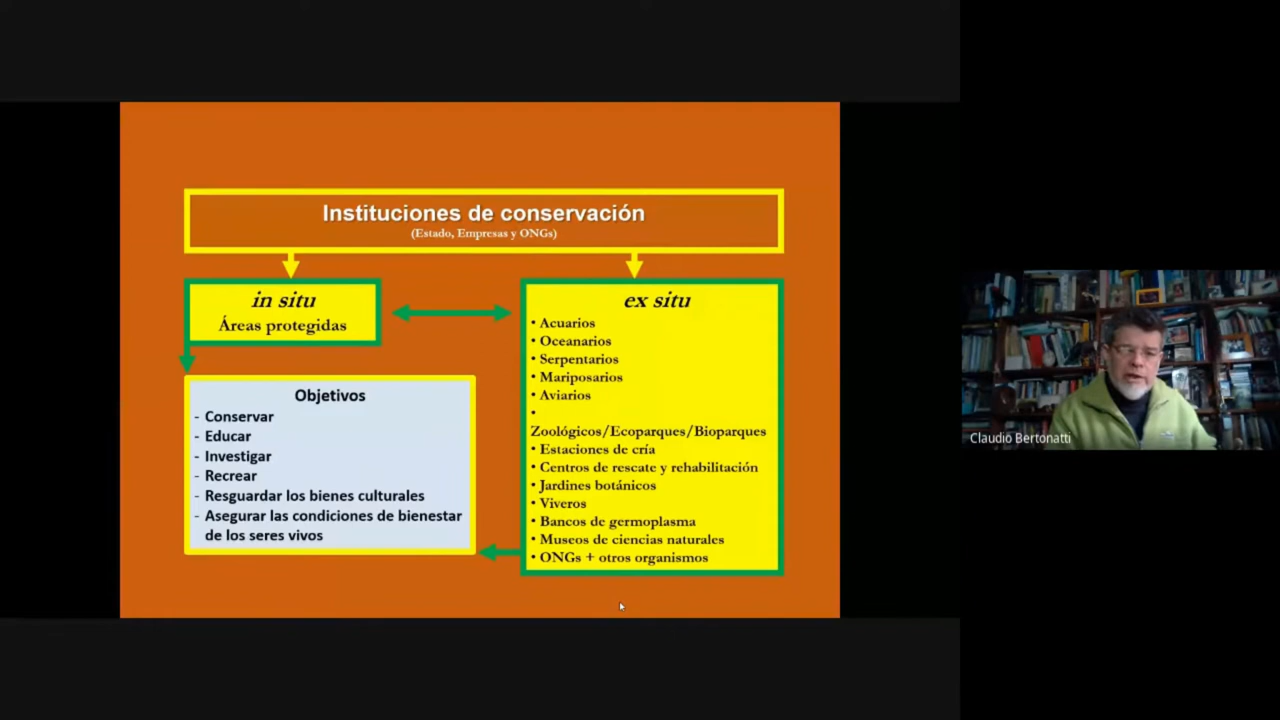 Instituciones de conservación
(Estado, Empresas y ONGs)
in situ
Áreas protegidas
Objetivos
- Conservar
- Educar
- Investigar
- Recrear
- Resguardar los bienes culturales
- Asegurar las condiciones de bienestar
de los seres vivos
ex situ
• Acuarios
• Oceanarios
• Serpentarios
• Mariposarios
• Aviarios
•
Zoológicos/Ecoparques/Bioparques
• Estaciones de cría
• Centros de rescate y rehabilitación
• Jardines botánicos
• Viveros
• Bancos de germoplasma
• Museos de ciencias naturales
• ONGs + otros organismos
Claudio Bertonatti